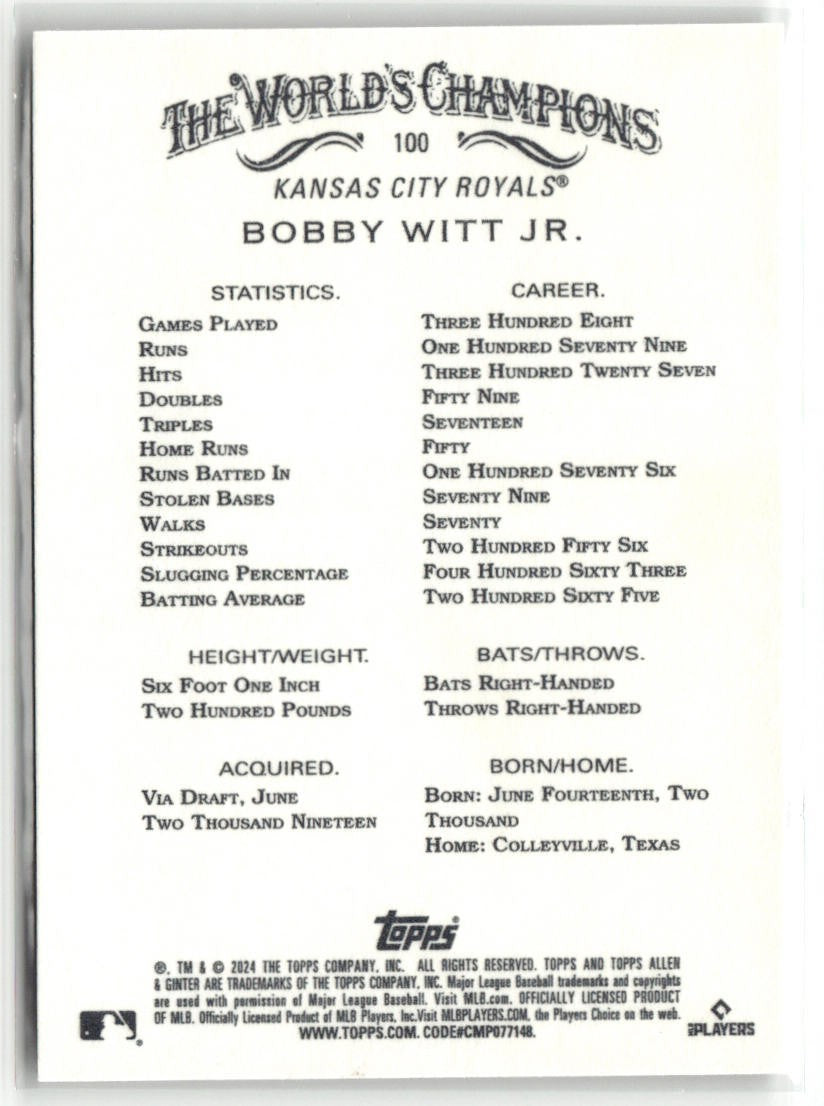 THE WORLD'S CHAMPIONS
100
KANSAS CITY ROYALS®
BOBBY WITT JR.
STATISTICS. CAREER.
GAMES PLAYED THREE HUNDRED EIGHT
RUNS ONE HUNDRED SEVENTY NINE
HITS THREE HUNDRED TWENTY SEVEN
DOUBLES FIFTY NINE
TRIPLES SEVENTEEN
HOME RUNS FIFTY
RUNS BATTED IN ONE HUNDRED SEVENTY SIX
STOLEN BASES SEVENTY NINE
WALKS SEVENTY
STRIKEOUTS TWO HUNDRED FIFTY SIX
SLUGGING PERCENTAGE FOUR HUNDRED SIXTY THREE
BATTING AVERAGE TWO HUNDRED SIXTY FIVE
HEIGHT/WEIGHT.
SIX FOOT ONE INCH
TWO HUNDRED POUNDS
BATS/THROWS.
BATS RIGHT-HANDED
THROWS RIGHT-HANDED
ACQUIRED.
VIA DRAFT, JUNE
TWO THOUSAND NINETEEN
BORN/HOME.
BORN: JUNE FOURTEENTH, TWO
THOUSAND
HOME: COLLEYVILLE, TEXAS
topps®
®, TM & © 2024 THE TOPPS COMPANY, INC. ALL RIGHTS RESERVED. TOPPS AND TOPPS ALLEN
& GINTER ARE TRADEMARKS OF THE TOPPS COMPANY, INC. Major League Baseball trademarks and copyrights
are used with permission of Major League Baseball. Visit MLB.com. OFFICIALLY LICENSED PRODUCT
OF MLB. Officially Licensed Product of MLB Players, Inc.Visit MLBPLAYERS.COM, the Players Choice on the web.
WWW.TOPPS.COM. CODE#CMP077148.
®
MLBPLAYERS